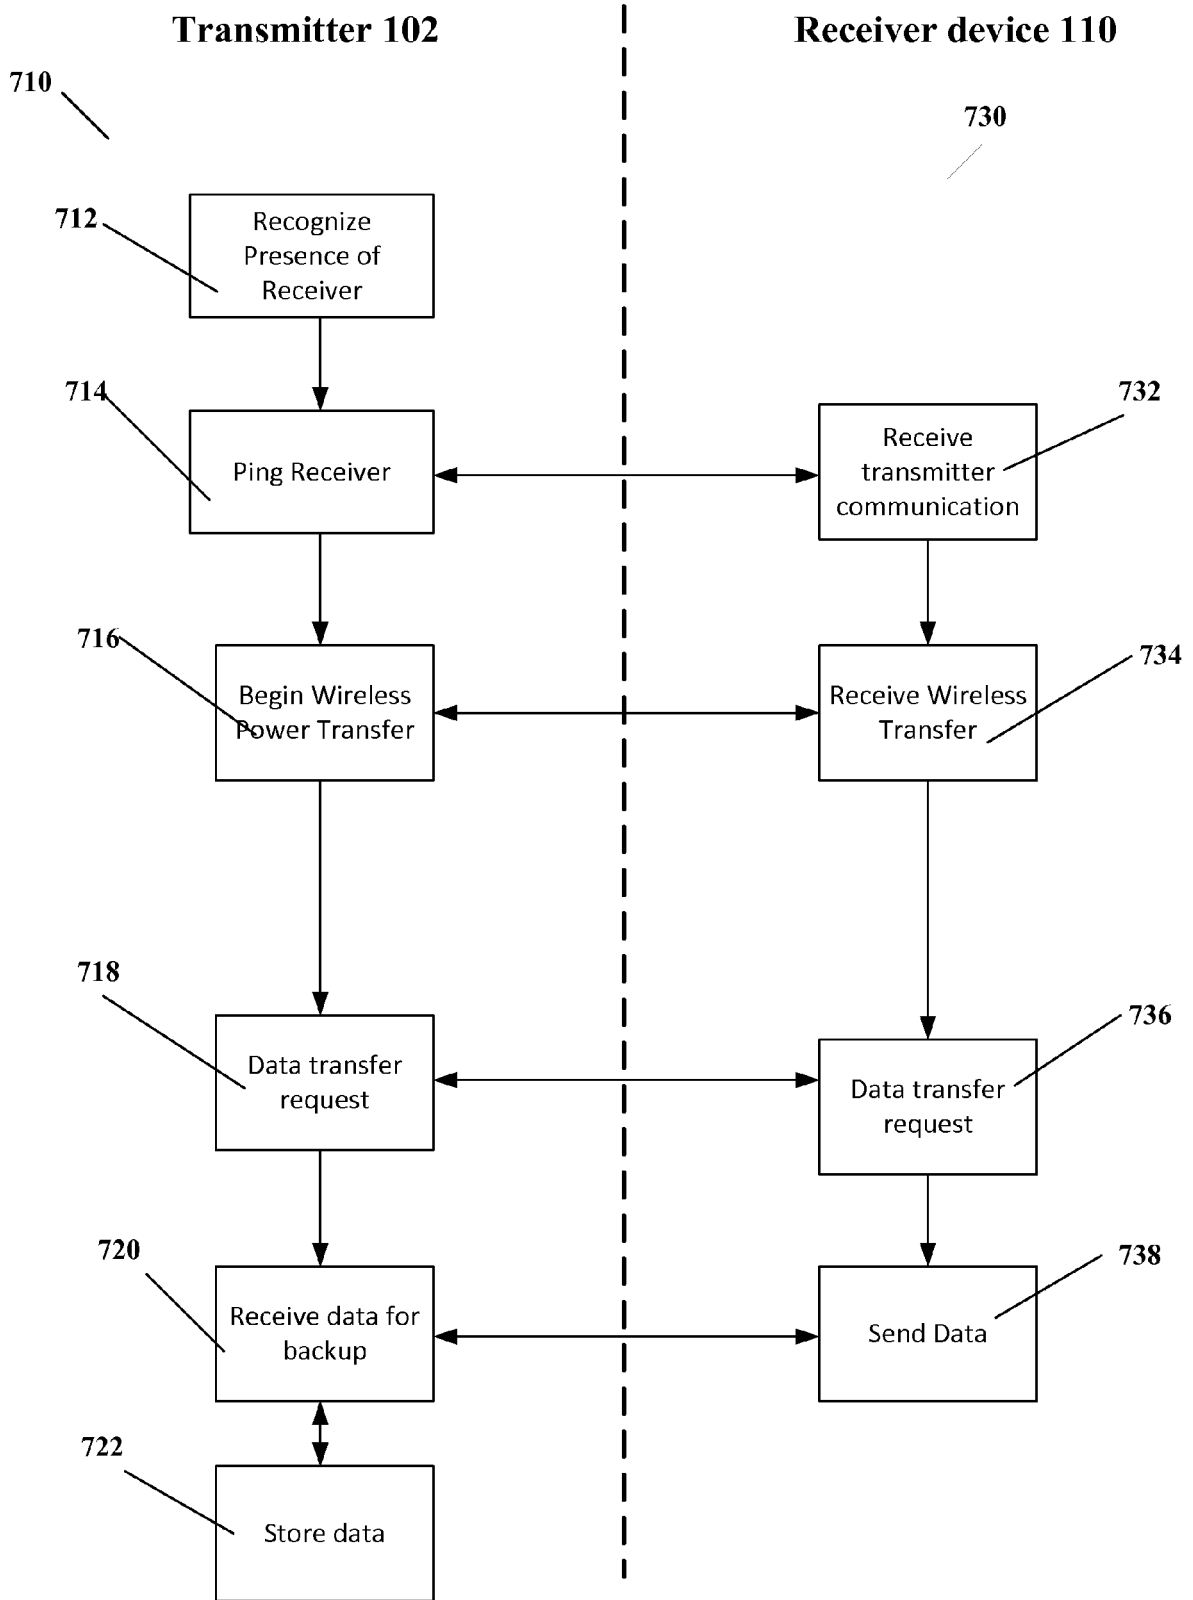 Transmitter 102
Receiver device 110
710
730
712
Recognize
Presence of
Receiver
714
Ping Receiver
732
Receive
transmitter
communication
716
Begin Wireless
Power Transfer
734
Receive Wireless
Transfer
718
Data transfer
request
736
Data transfer
request
720
Receive data for
backup
738
Send Data
722
Store data